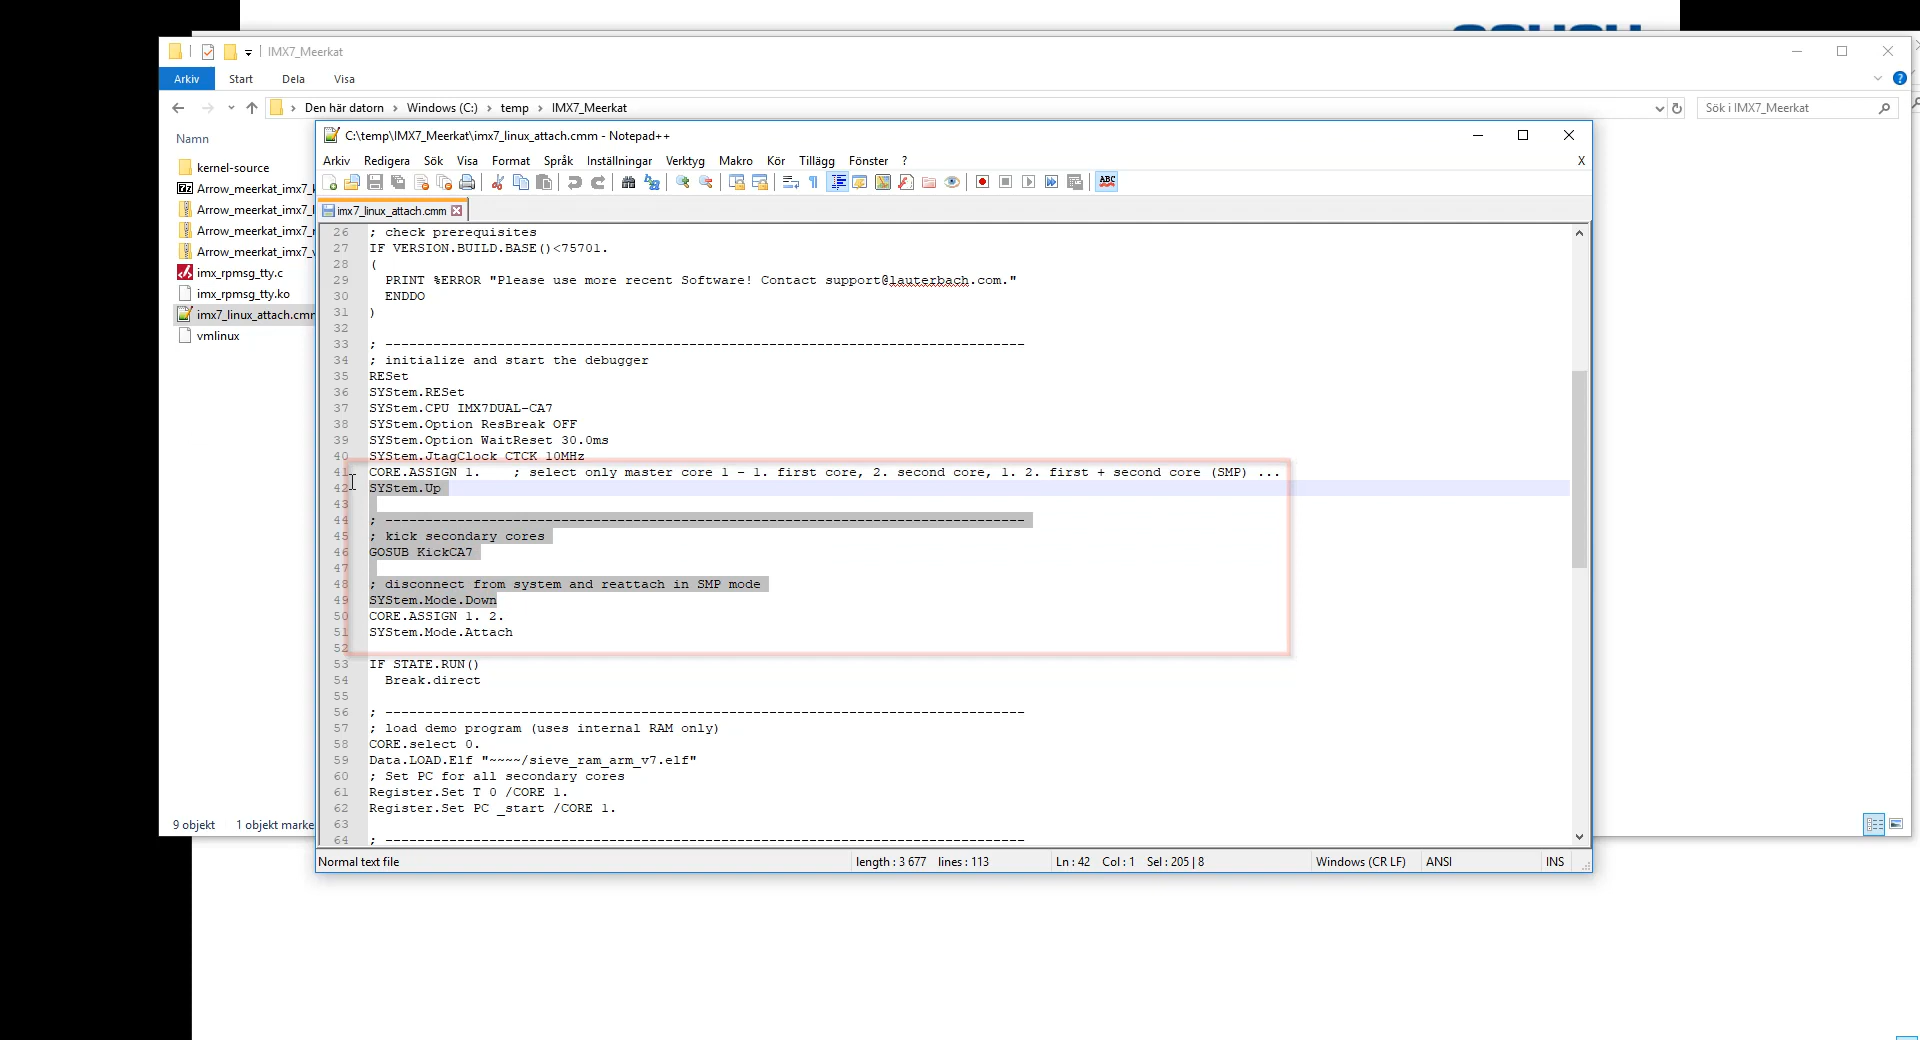 IMX7_Meerkat
Arkiv Start Dela Visa
Den här datorn Windows (C:) temp IMX7_Meerkat
Sök i IMX7_Meerkat
Namn
kernel-source
Arrow_meerkat_imx7_
Arrow_meerkat_imx7_
Arrow_meerkat_imx7_
Arrow_meerkat_imx7_
imx_rpmsg_tty.c
imx_rpmsg_tty.ko
imx7_linux_attach.cmm
vmlinux
9 objekt 1 objekt marke
C:\temp\IMX7_Meerkat\imx7_linux_attach.cmm - Notepad++
Arkiv Redigera Sök Visa Format Språk Inställningar Verktyg Makro Kör Tillägg Fönster ? X
ABC
imx7_linux_attach.cmm
26 ; check prerequisites
27 IF VERSION.BUILD.BASE()<75701.
28 (
29 PRINT %ERROR "Please use more recent Software! Contact support@lauterbach.com."
30 ENDDO
31 )
32
33 ; --------------------------------------------------------------------------------
34 ; initialize and start the debugger
35 RESet
36 SYStem.RESet
37 SYStem.CPU IMX7DUAL-CA7
38 SYStem.Option ResBreak OFF
39 SYStem.Option WaitReset 30.0ms
40 SYStem.JtagClock CTCK 10MHz
41 CORE.ASSIGN 1. ; select only master core 1 - 1. first core, 2. second core, 1. 2. first + second core (SMP) ...
42 SYStem.Up
43
44 ; --------------------------------------------------------------------------------
45 ; kick secondary cores
46 GOSUB KickCA7
47
48 ; disconnect from system and reattach in SMP mode
49 SYStem.Mode.Down
50 CORE.ASSIGN 1. 2.
51 SYStem.Mode.Attach
52
53 IF STATE.RUN()
54 Break.direct
55
56 ; --------------------------------------------------------------------------------
57 ; load demo program (uses internal RAM only)
58 CORE.select 0.
59 Data.LOAD.Elf "~~~~/sieve_ram_arm_v7.elf"
60 ; Set PC for all secondary cores
61 Register.Set T 0 /CORE 1.
62 Register.Set PC _start /CORE 1.
63
64 ; --------------------------------------------------------------------------------
Normal text file length : 3 677 lines : 113 Ln : 42 Col : 1 Sel : 205 | 8 Windows (CR LF) ANSI INS